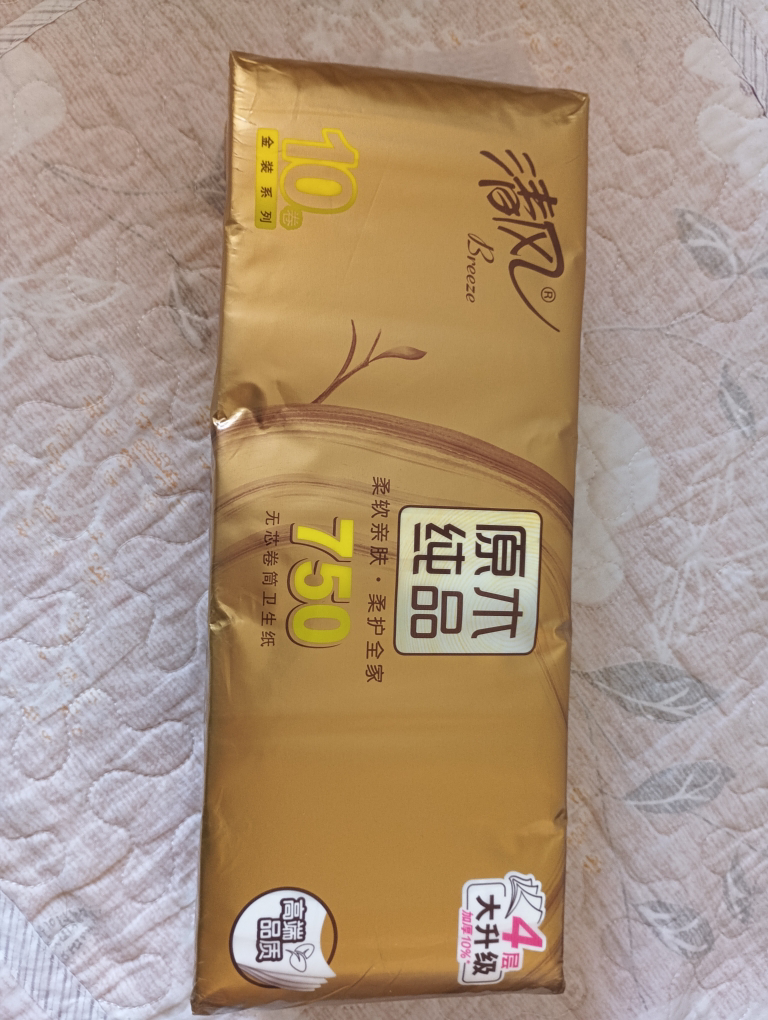 清风®
Breeze
10卷
金装系列
原木
纯品
柔软亲肤·柔护全家
750
无芯卷筒卫生纸
4层
大升级
加厚10%*
高端
品质